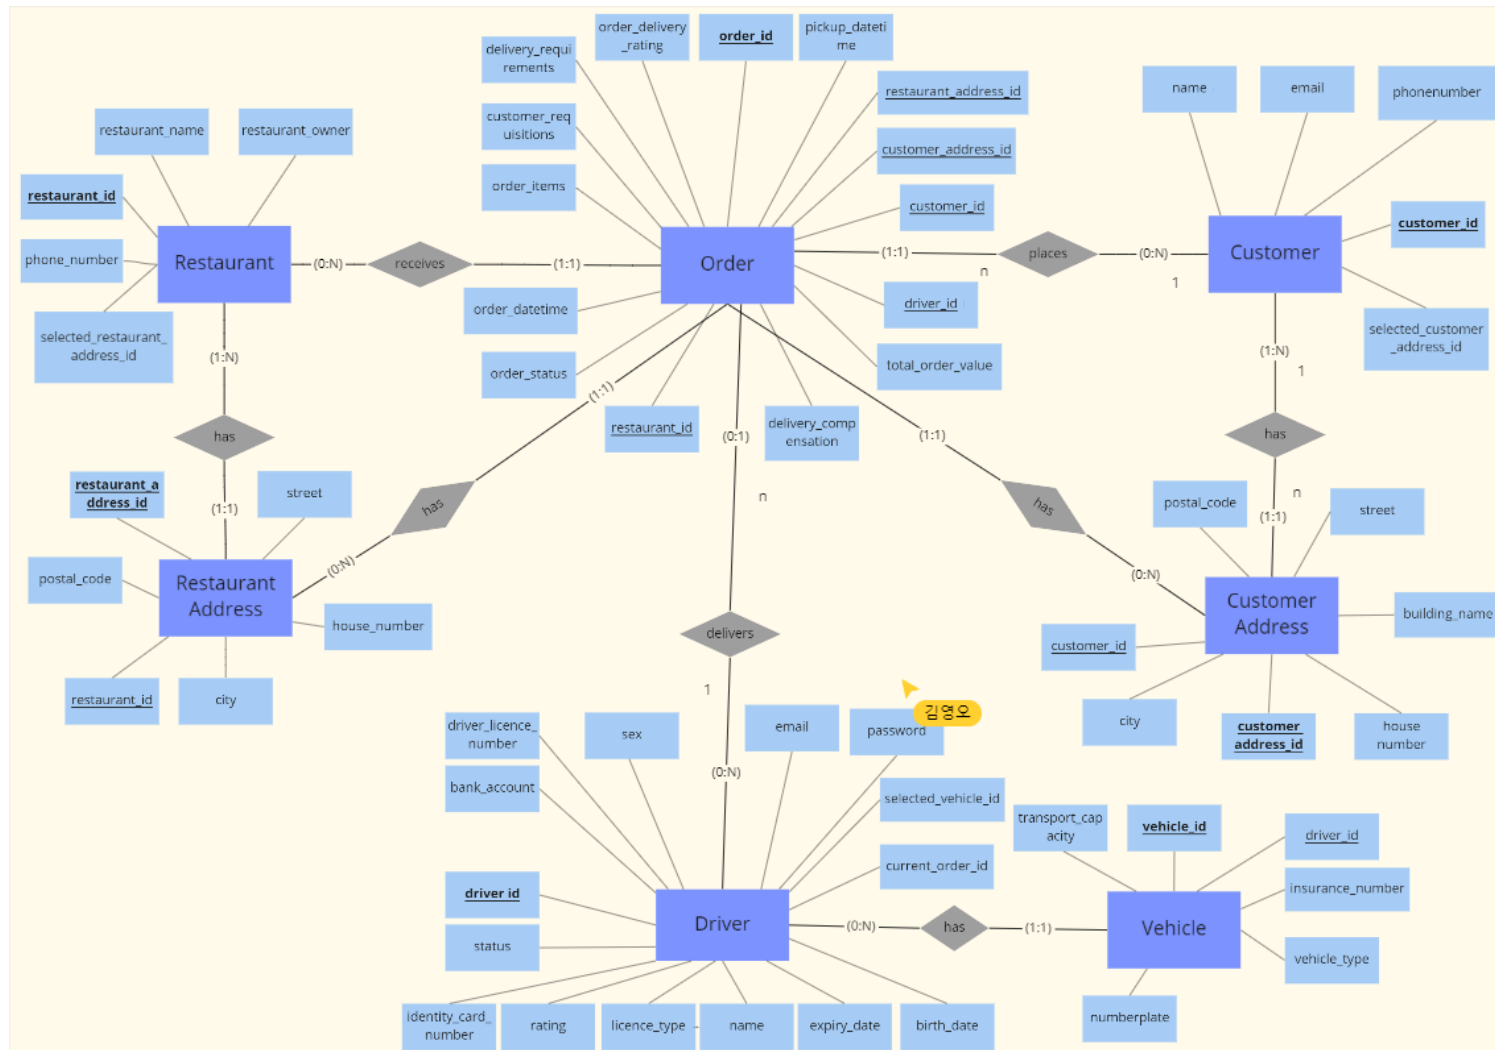 order_delivery
_rating
order_id
pickup_dateti
me
delivery_requi
rements
restaurant_address_id
name
email
phonenumber
restaurant_name
restaurant_owner
customer_req
uisitions
customer_address_id
restaurant_id
order_items
customer_id
customer_id
phone_number
Restaurant
(0:N)
receives
(1:1)
Order
(1:1)
n
places
(0:N)
1
Customer
selected_restaurant_
address_id
order_datetime
driver_id
selected_customer
_address_id
(1:N)
order_status
(1:1)
total_order_value
(1:N)
1
restaurant_id
delivery_comp
ensation
has
(0:1)
(1:1)
has
restaurant_a
ddress_id
street
(1:1)
has
n
has
postal_code
n
(1:1)
street
postal_code
Restaurant
Address
(0:N)
(0:N)
Customer
Address
building_name
house_number
delivers
customer_id
restaurant_id
city
1
city
customer
address_id
house
number
driver_licence_
number
sex
email
password
김영오
bank_account
(0:N)
selected_vehicle_id
transport_cap
acity
vehicle_id
driver_id
current_order_id
insurance_number
driver id
Driver
(0:N)
has
(1:1)
Vehicle
status
vehicle_type
identity_card_
number
rating
licence_type
name
expiry_date
birth_date
numberplate